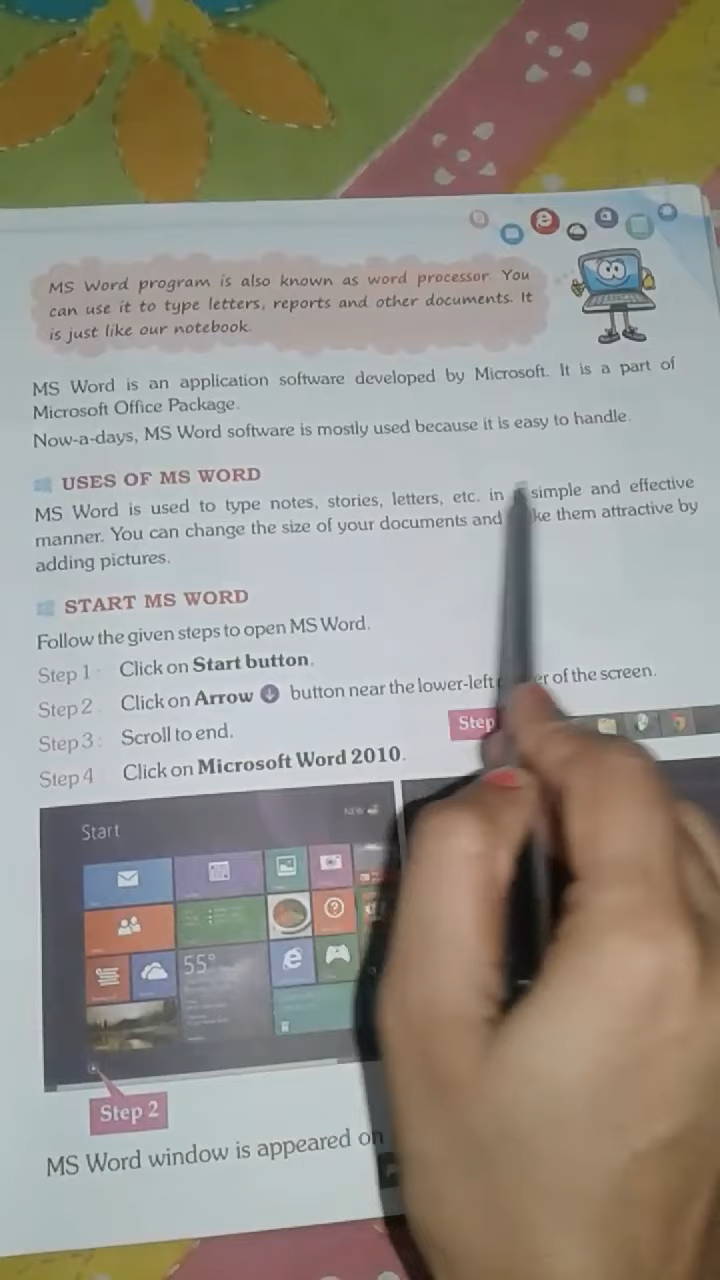 MS Word program is also known as word processor. You
can use it to type letters, reports and other documents. It
is just like our notebook.
MS Word is an application software developed by Microsoft. It is a part of
Microsoft Office Package.
Now-a-days, MS Word software is mostly used because it is easy to handle.
USES OF MS WORD
MS Word is used to type notes, stories, letters, etc. in simple and effective
manner. You can change the size of your documents and ke them attractive by
adding pictures.
START MS WORD
Follow the given steps to open MS Word.
Step 1 : Click on Start button.
Step 2 Click on Arrow button near the lower-left er of the screen.
Step 3 : Scroll to end.
Step 4 Click on Microsoft Word 2010.
Step
Start
NEW
55°
Step 2
MS Word window is appeared on